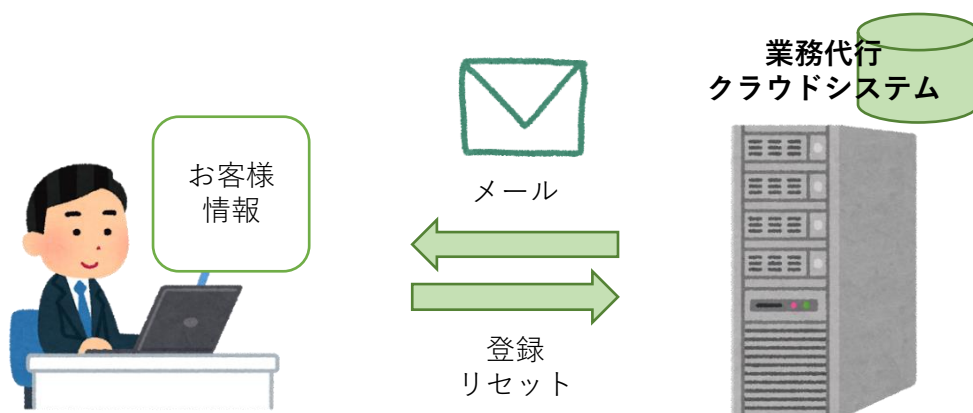 お客様
情報
メール
登録
リセット
業務代行
クラウドシステム